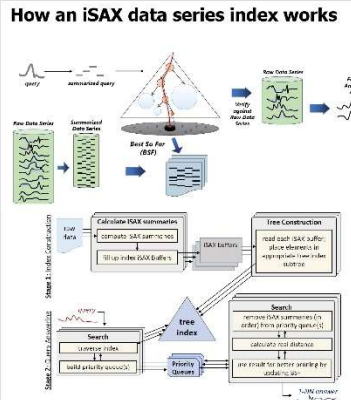 How an iSAX data series index works
query
summarized query
Raw Data Series
Summarized
Data Series
Best So Far
(BSF)
Verify
against
Raw Data
Series
Raw Data Series
Stage 1: Index Construction
raw
data
Calculate iSAX summaries
compute iSAX summaries
fill up index iSAX Buffers
iSAX buffers
Tree Construction
read each iSAX buffer;
place elements in
appropriate tree index
subtree
Stage 2: Query Answering
query
Search
traverse index
build priority queue(s)
tree
index
Priority
Queues
Search
remove iSAX summaries (in
order) from priority queue(s)
calculate real distance
use result for better pruning by
updating
1-NN answer